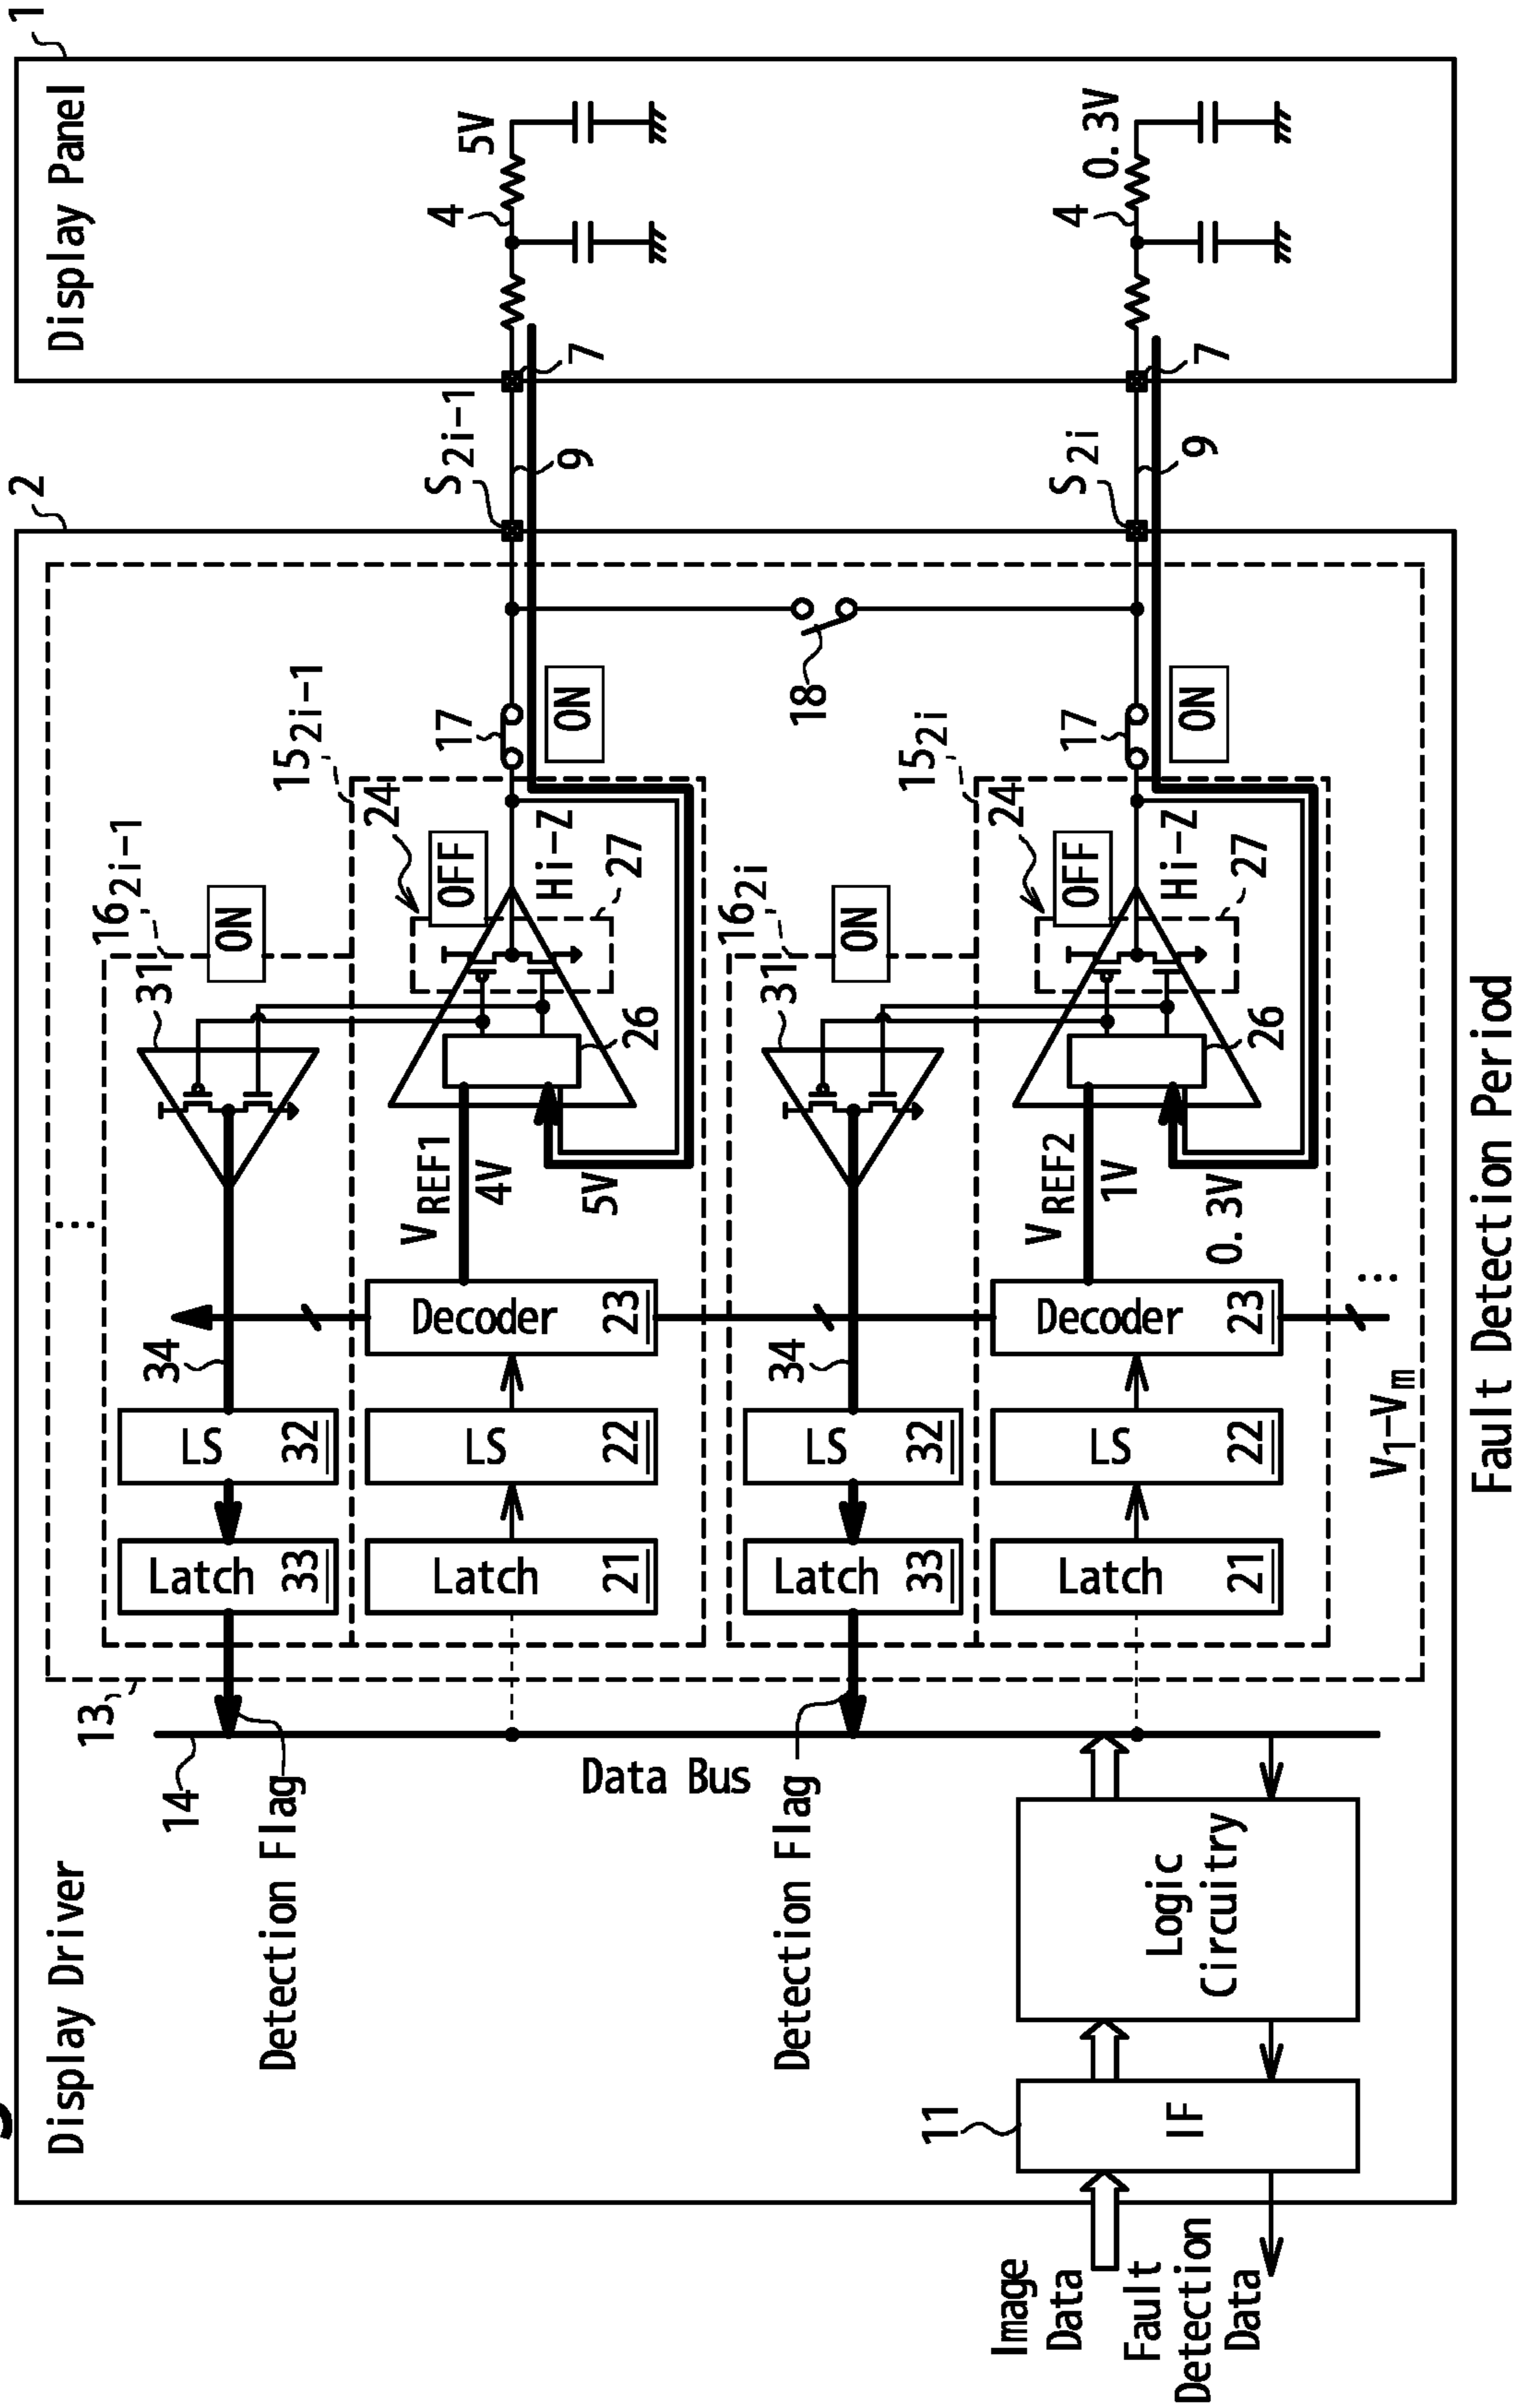 Display Driver
2
Display Panel
1
13
14
Detection Flag
Latch 33
LS 32
34
31
16₂ᵢ₋₁
ON
Latch 21
LS 22
Decoder 23
V_REF1
4V
5V
26
24
OFF
Hi-Z
27
15₂ᵢ₋₁
17
ON
S₂ᵢ₋₁
9
7
4
5V
Data Bus
18
Detection Flag
Latch 33
LS 32
34
31
16₂ᵢ
ON
Latch 21
LS 22
Decoder 23
V_REF2
1V
0.3V
26
24
OFF
Hi-Z
27
15₂ᵢ
17
ON
S₂ᵢ
9
7
4
0.3V
V₁-Vₘ
Image
Data
Fault
Detection
Data
11
IF
Logic
Circuitry
Fault Detection Period